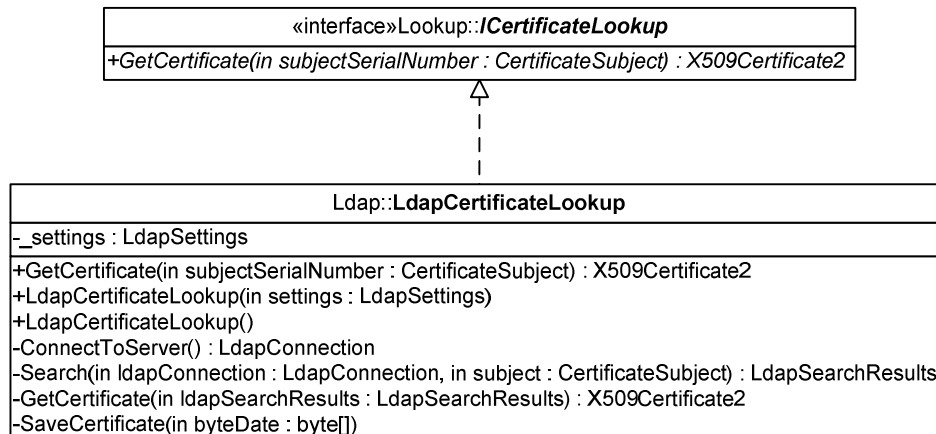 «interface»Lookup::ICertificateLookup
+GetCertificate(in subjectSerialNumber : CertificateSubject) : X509Certificate2
Ldap::LdapCertificateLookup
-_settings : LdapSettings
+GetCertificate(in subjectSerialNumber : CertificateSubject) : X509Certificate2
+LdapCertificateLookup(in settings : LdapSettings)
+LdapCertificateLookup()
-ConnectToServer() : LdapConnection
-Search(in ldapConnection : LdapConnection, in subject : CertificateSubject) : LdapSearchResults
-GetCertificate(in ldapSearchResults : LdapSearchResults) : X509Certificate2
-SaveCertificate(in byteDate : byte[])